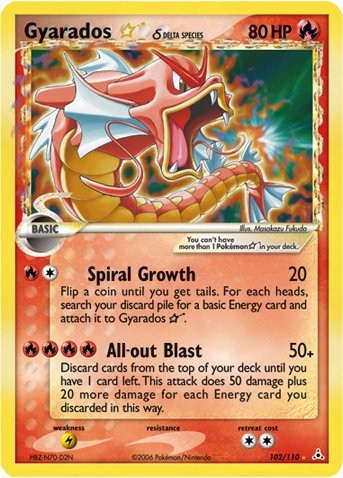 Gyarados ☆ δ DELTA SPECIES 80 HP
BASIC
Illus. Masakazu Fukuda
You can't have
more than 1 Pokémon☆ in your deck.
Spiral Growth 20
Flip a coin until you get tails. For each heads,
search your discard pile for a basic Energy card and
attach it to Gyarados ☆.
All-out Blast 50+
Discard cards from the top of your deck until you
have 1 card left. This attack does 50 damage plus
20 more damage for each Energy card you
discarded in this way.
weakness resistance retreat cost
HBZ-N70-D2N ©2006 Pokémon/Nintendo 102/110